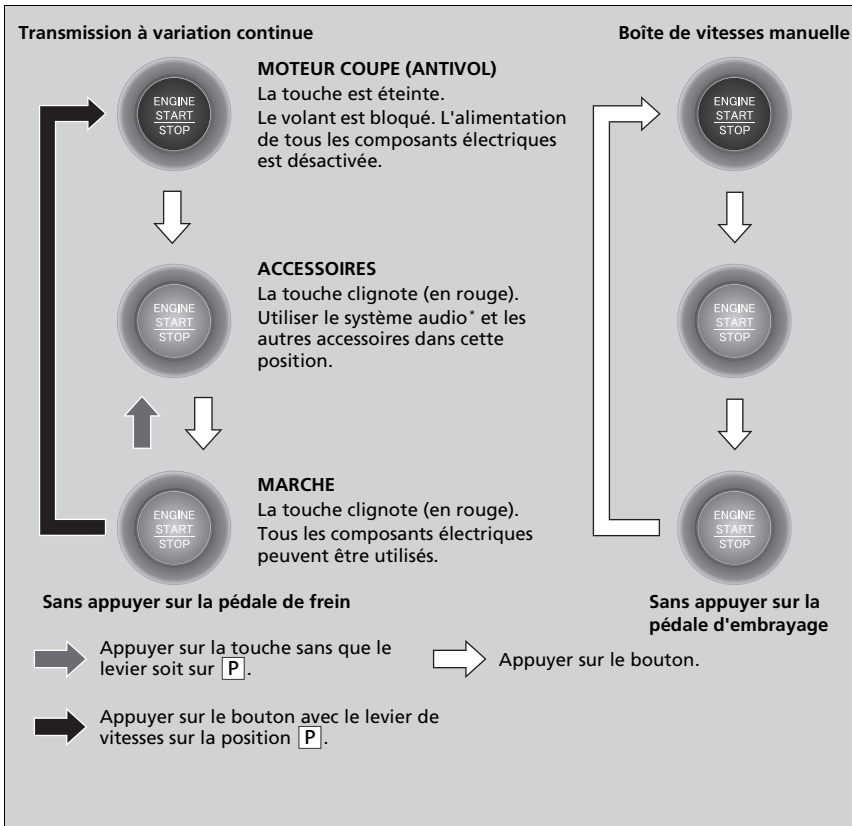 Transmission à variation continue
Boîte de vitesses manuelle
ENGINE
START
STOP
MOTEUR COUPE (ANTIVOL)
La touche est éteinte.
Le volant est bloqué. L'alimentation
de tous les composants électriques
est désactivée.
ENGINE
START
STOP
ENGINE
START
STOP
ACCESSOIRES
La touche clignote (en rouge).
Utiliser le système audio* et les
autres accessoires dans cette
position.
ENGINE
START
STOP
ENGINE
START
STOP
MARCHE
La touche clignote (en rouge).
Tous les composants électriques
peuvent être utilisés.
ENGINE
START
STOP
Sans appuyer sur la pédale de frein
Sans appuyer sur la
pédale d'embrayage
Appuyer sur la touche sans que le
levier soit sur P.
Appuyer sur le bouton.
Appuyer sur le bouton avec le levier de
vitesses sur la position P.